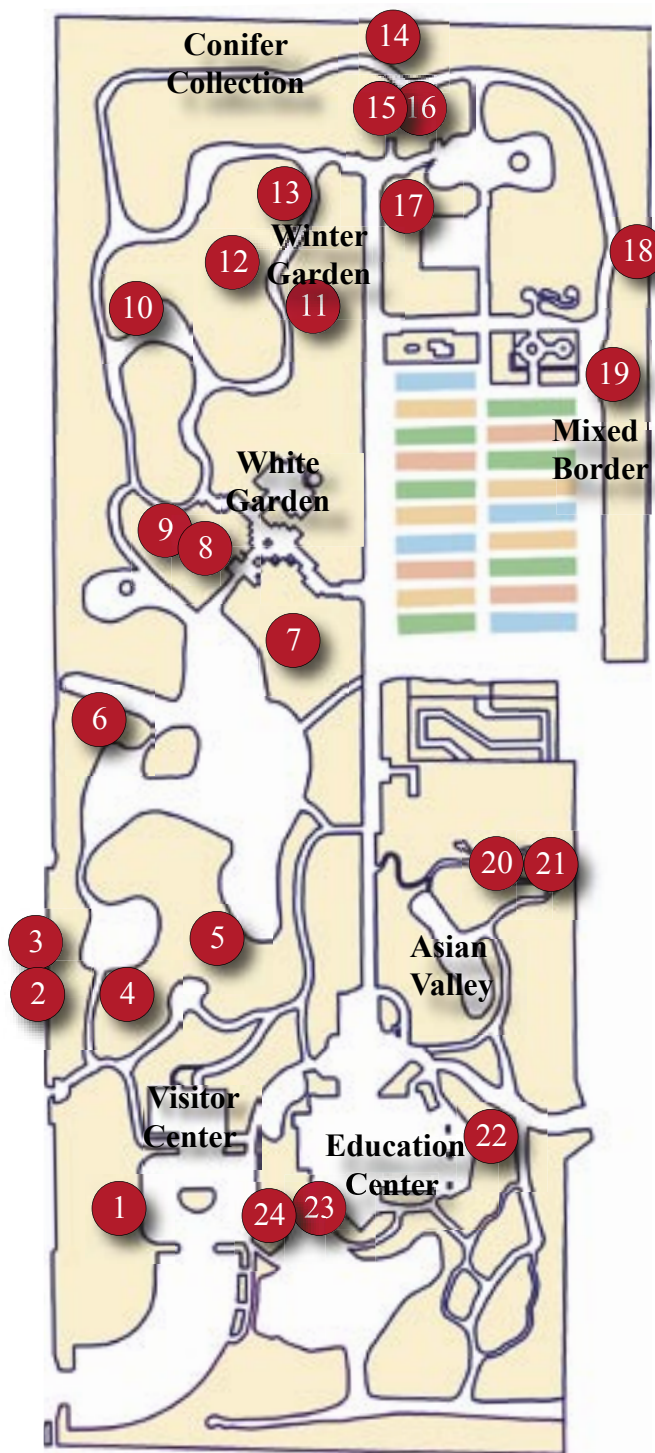 14
Conifer
Collection
15
16
13
17
Winter
Garden
12
18
10
11
19
Mixed
Border
White
Garden
9
8
7
6
20
21
3
5
Asian
Valley
2
4
Visitor
Center
22
Education
Center
1
24
23